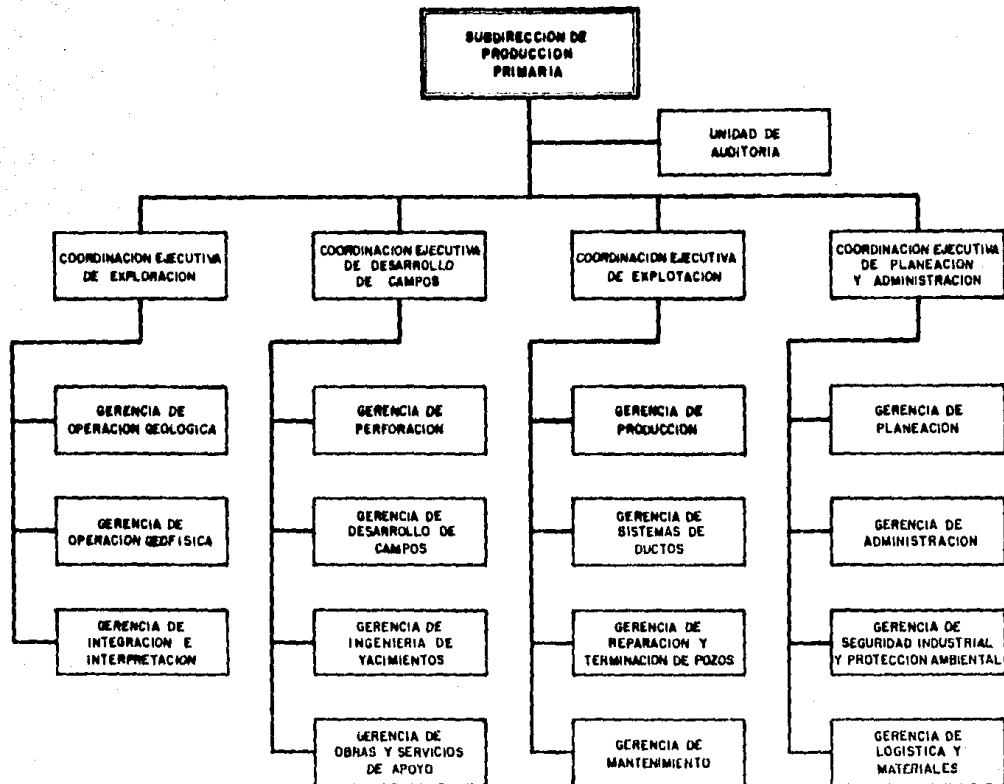 SUBDIRECCION DE
PRODUCCION
PRIMARIA
UNIDAD DE
AUDITORIA
COORDINACION EJECUTIVA
DE EXPLORACION
COORDINACION EJECUTIVA
DE DESARROLLO
DE CAMPOS
COORDINACION EJECUTIVA
DE EXPLOTACION
COORDINACION EJECUTIVA
DE PLANEACION
Y ADMINISTRACION
GERENCIA DE
OPERACION GEOLOGICA
GERENCIA DE
PERFORACION
GERENCIA DE
PRODUCCION
GERENCIA DE
PLANEACION
GERENCIA DE
OPERACION GEOFISICA
GERENCIA DE
DESARROLLO DE
CAMPOS
GERENCIA DE
SISTEMAS DE
DUCTOS
GERENCIA DE
ADMINISTRACION
GERENCIA DE
INTEGRACION E
INTERPRETACION
GERENCIA DE
INGENIERIA DE
YACIMIENTOS
GERENCIA DE
REPARACION Y
TERMINACION DE POZOS
GERENCIA DE
SEGURIDAD INDUSTRIAL
Y PROTECCION AMBIENTAL
GERENCIA DE
OBRAS Y SERVICIOS
DE APOYO
GERENCIA DE
MANTENIMIENTO
GERENCIA DE
LOGISTICA Y
MATERIALES